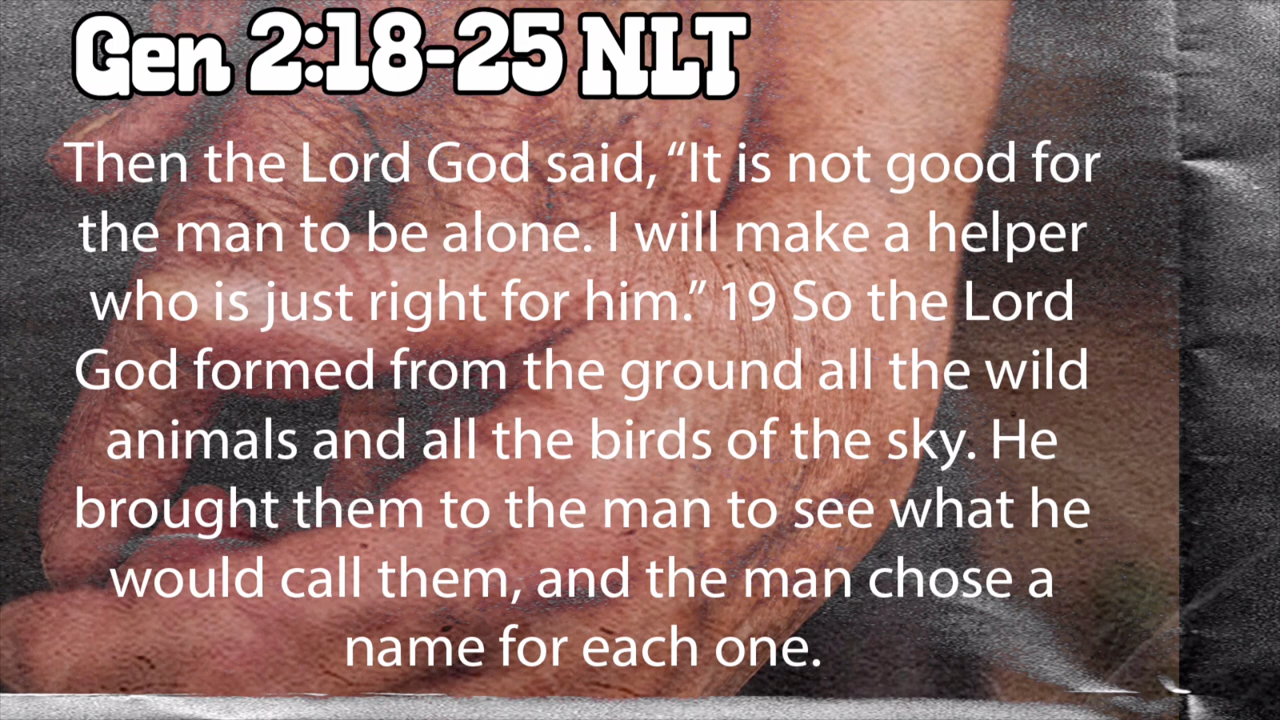 Gen 2:18-25 NLT
Then the Lord God said, “It is not good for
the man to be alone. I will make a helper
who is just right for him.” 19 So the Lord
God formed from the ground all the wild
animals and all the birds of the sky. He
brought them to the man to see what he
would call them, and the man chose a
name for each one.